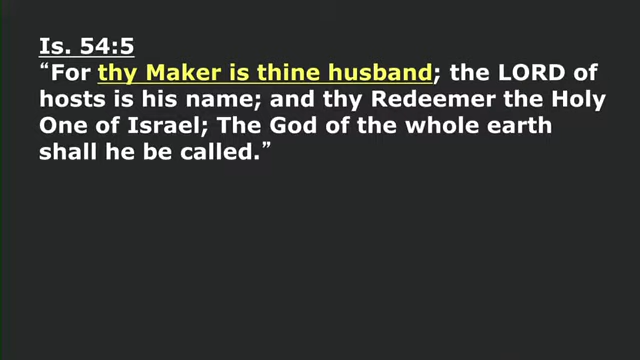 Is. 54:5
“For thy Maker is thine husband; the LORD of
hosts is his name; and thy Redeemer the Holy
One of Israel; The God of the whole earth
shall he be called.”